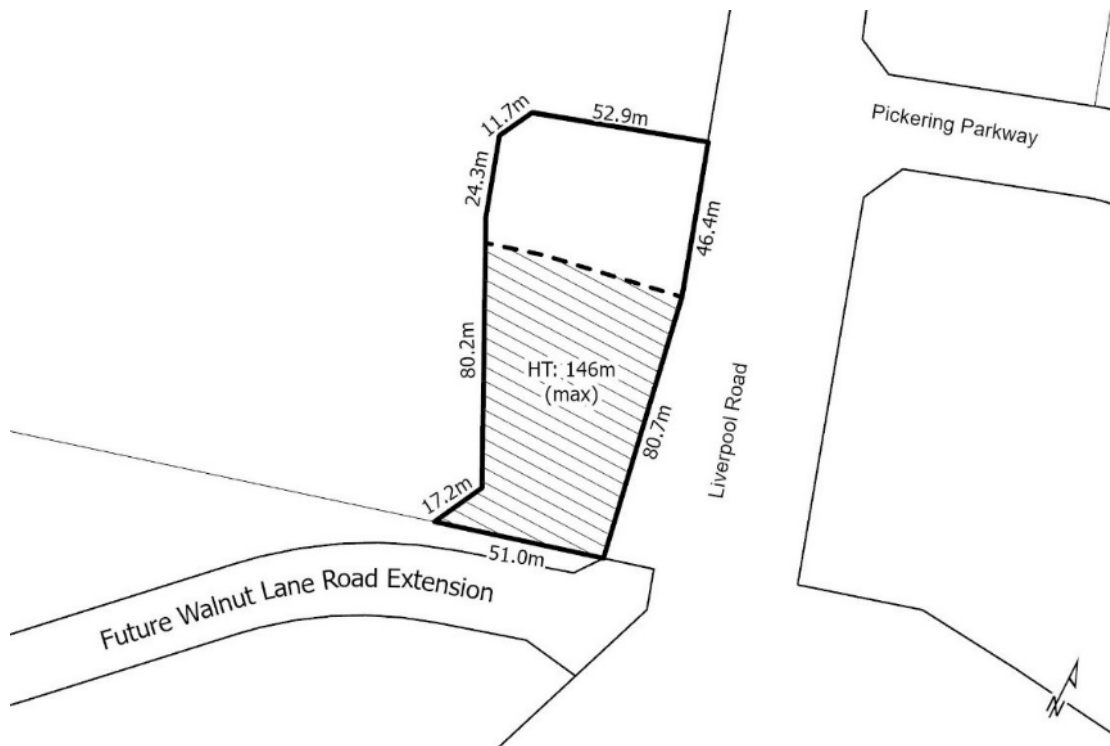 11.7m
52.9m
Pickering Parkway
24.3m
46.4m
80.2m
HT: 146m
(max)
80.7m
Liverpool Road
17.2m
51.0m
Future Walnut Lane Road Extension
N